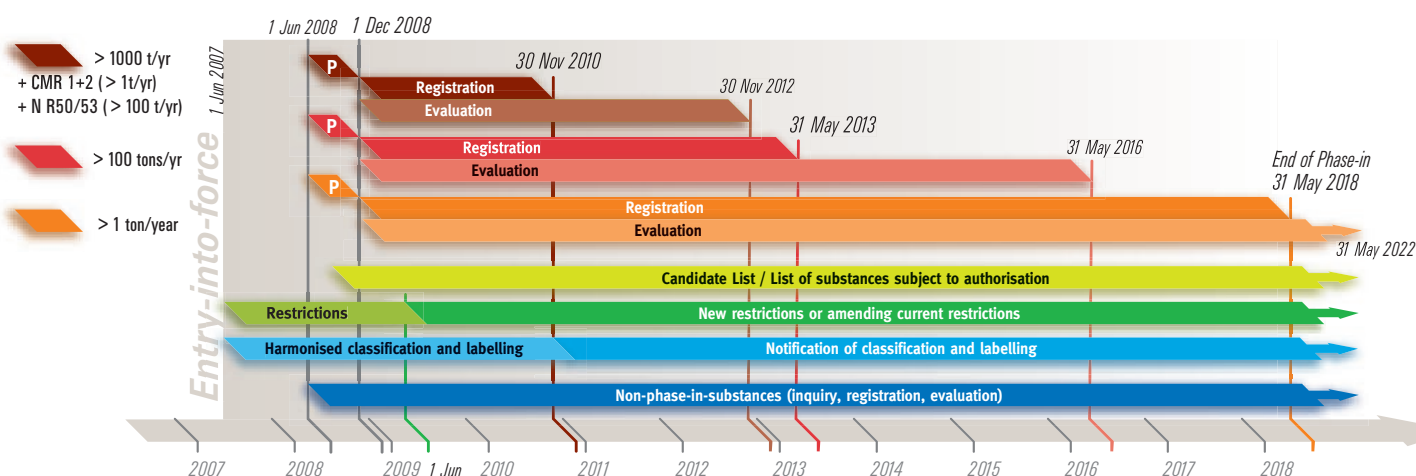 1 Jun 2008
1 Dec 2008
1 Jun 2007
> 1000 t/yr
+ CMR 1+2 ( > 1t/yr)
+ N R50/53 ( > 100 t/yr)
> 100 tons/yr
> 1 ton/year
Entry-into-force
P
30 Nov 2010
Registration
Evaluation
30 Nov 2012
P
31 May 2013
Registration
Evaluation
31 May 2016
P
End of Phase-in
31 May 2018
Registration
Evaluation
31 May 2022
Candidate List / List of substances subject to authorisation
Restrictions
New restrictions or amending current restrictions
Harmonised classification and labelling
Notification of classification and labelling
Non-phase-in-substances (inquiry, registration, evaluation)
2007 2008 2009 1 Jun 2010 2011 2012 2013 2014 2015 2016 2017 2018